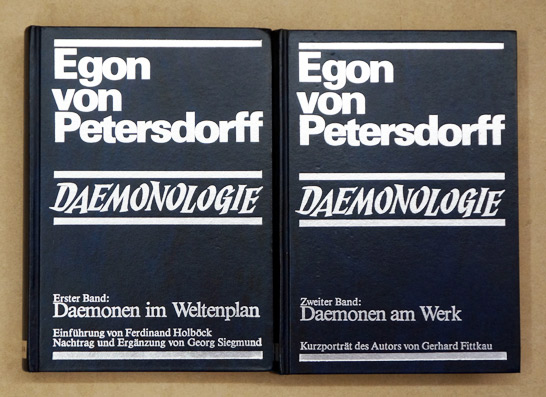 Egon
von
Petersdorff
DAEMONOLOGIE
Erster Band:
Daemonen im Weltenplan
Einführung von Ferdinand Holböck
Nachtrag und Ergänzung von Georg Siegmund
Egon
von
Petersdorff
DAEMONOLOGIE
Zweiter Band:
Daemonen am Werk
Kurzporträt des Autors von Gerhard Fittkau